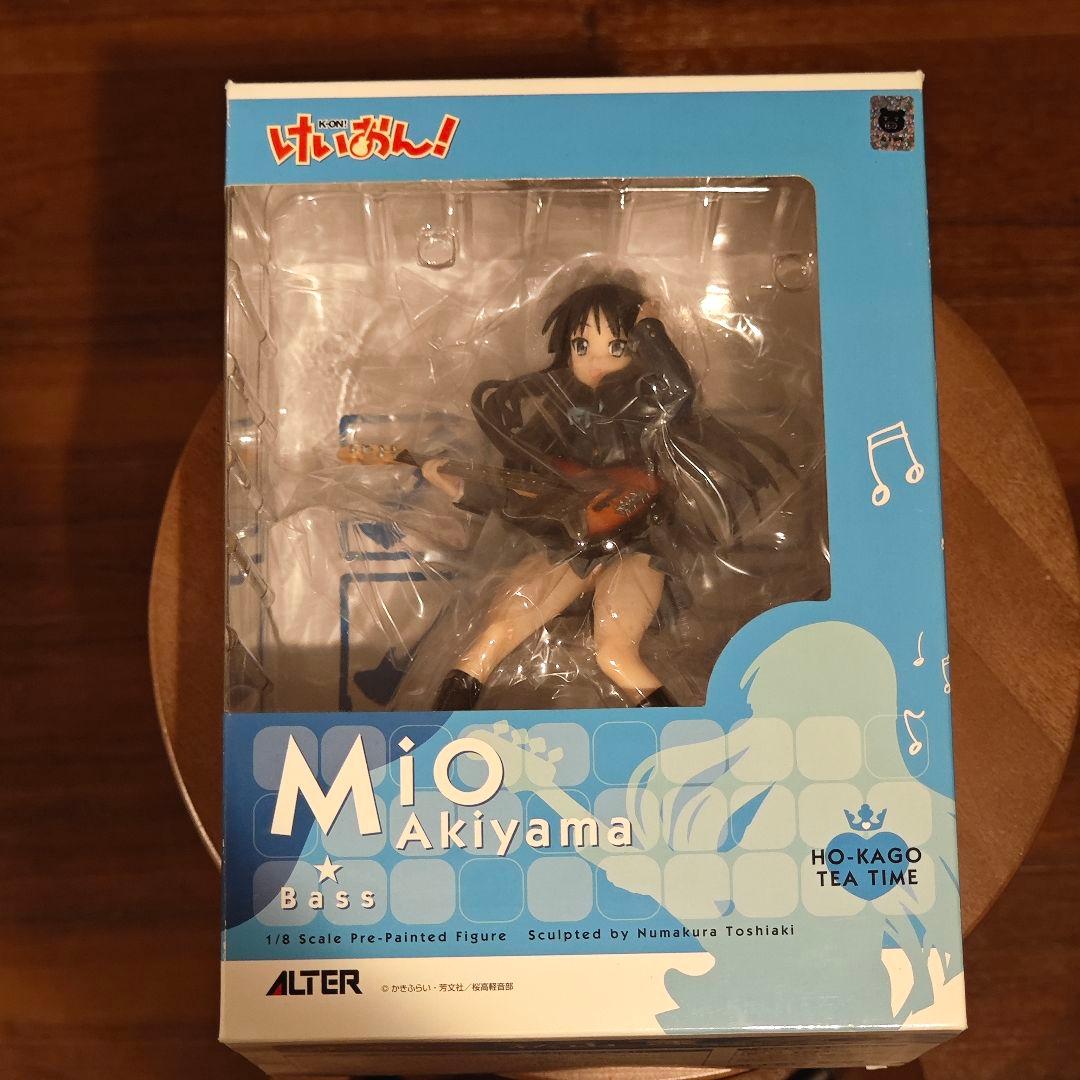 K-ON!
けいおん!
Mio
Akiyama
★
Bass
HO-KAGO
TEA TIME
1/8 Scale Pre-Painted Figure Sculpted by Numakura Toshiaki
ALTER
© かきふらい・芳文社/桜高軽音部